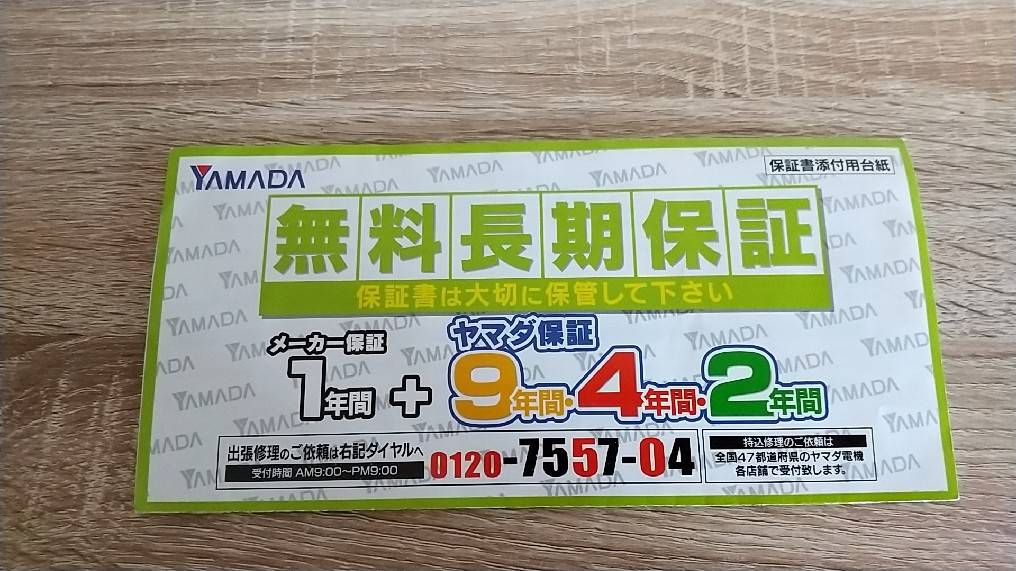 YAMADA
保証書添付用台紙
無料長期保証
保証書は大切に保管して下さい
メーカー保証
ヤマダ保証
1年間+9年間・4年間・2年間
出張修理のご依頼は右記ダイヤルへ
受付時間 AM9:00〜PM9:00
0120-7557-04
持込修理のご依頼は
全国47都道府県のヤマダ電機
各店舗で受付致します。